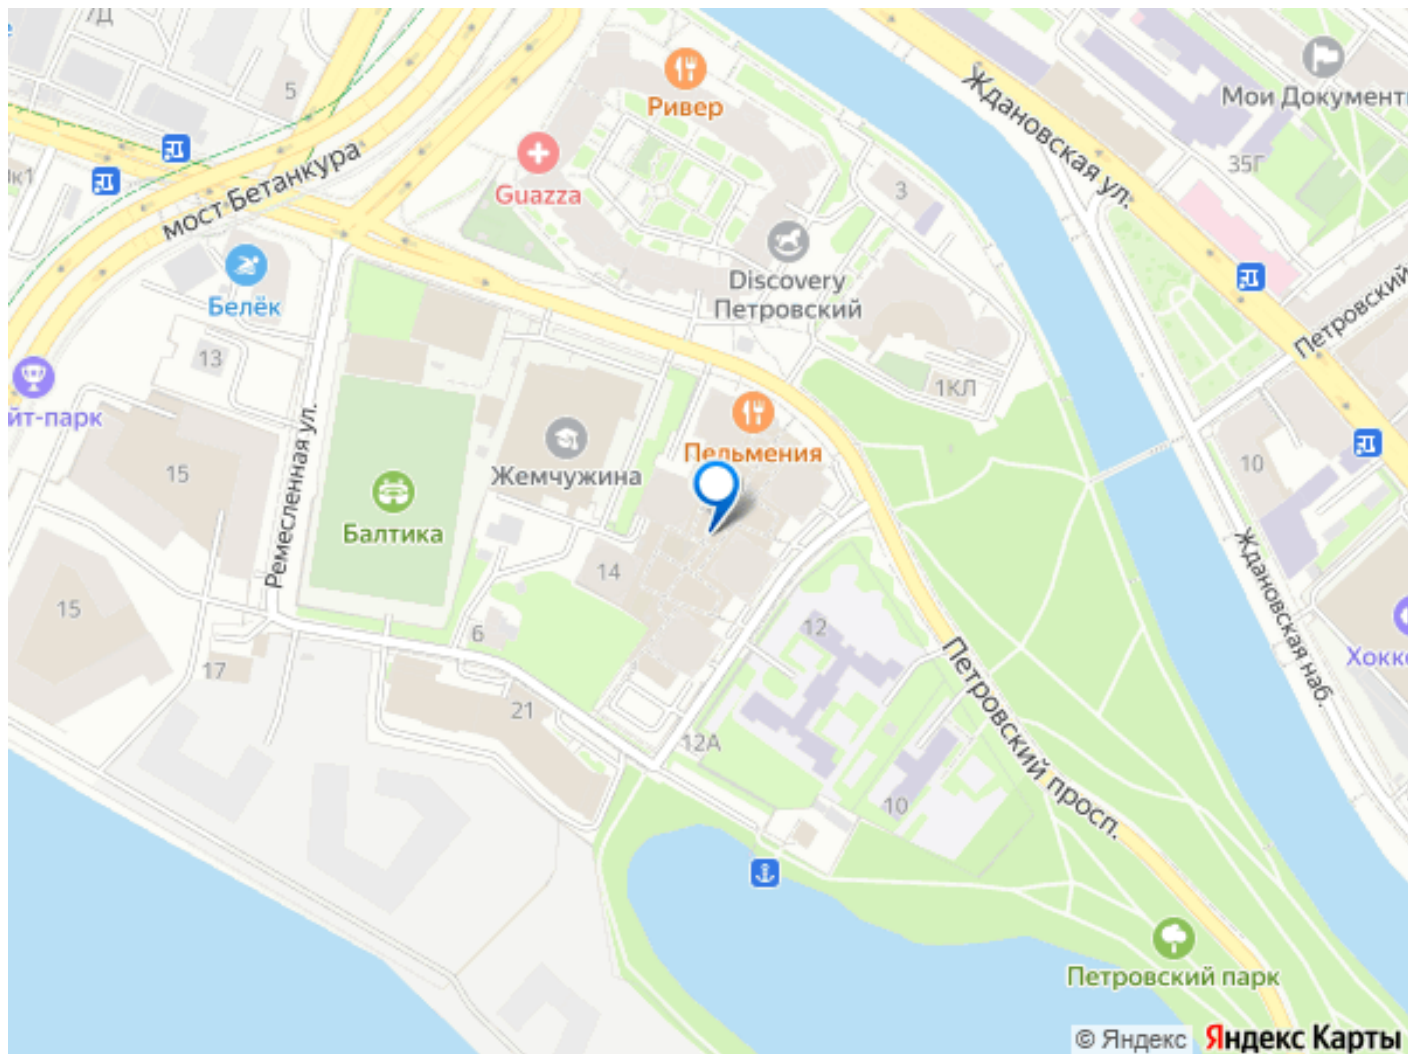 7Д
5
Ривер
Мои Документ
Ждановская ул.
35Г
0к1
мост Бетанкура
Guazza
3
Discovery
Петровский
Петровский
Белёк
13
1КЛ
йт-парк
Ремесленная ул.
Пельмения
Жемчужина
15
10
Балтика
14
Ждановская наб.
15
6
12
Хокк
17
21
Петровский просп.
12А
10
Петровский парк
© Яндекс Яндекс Карты